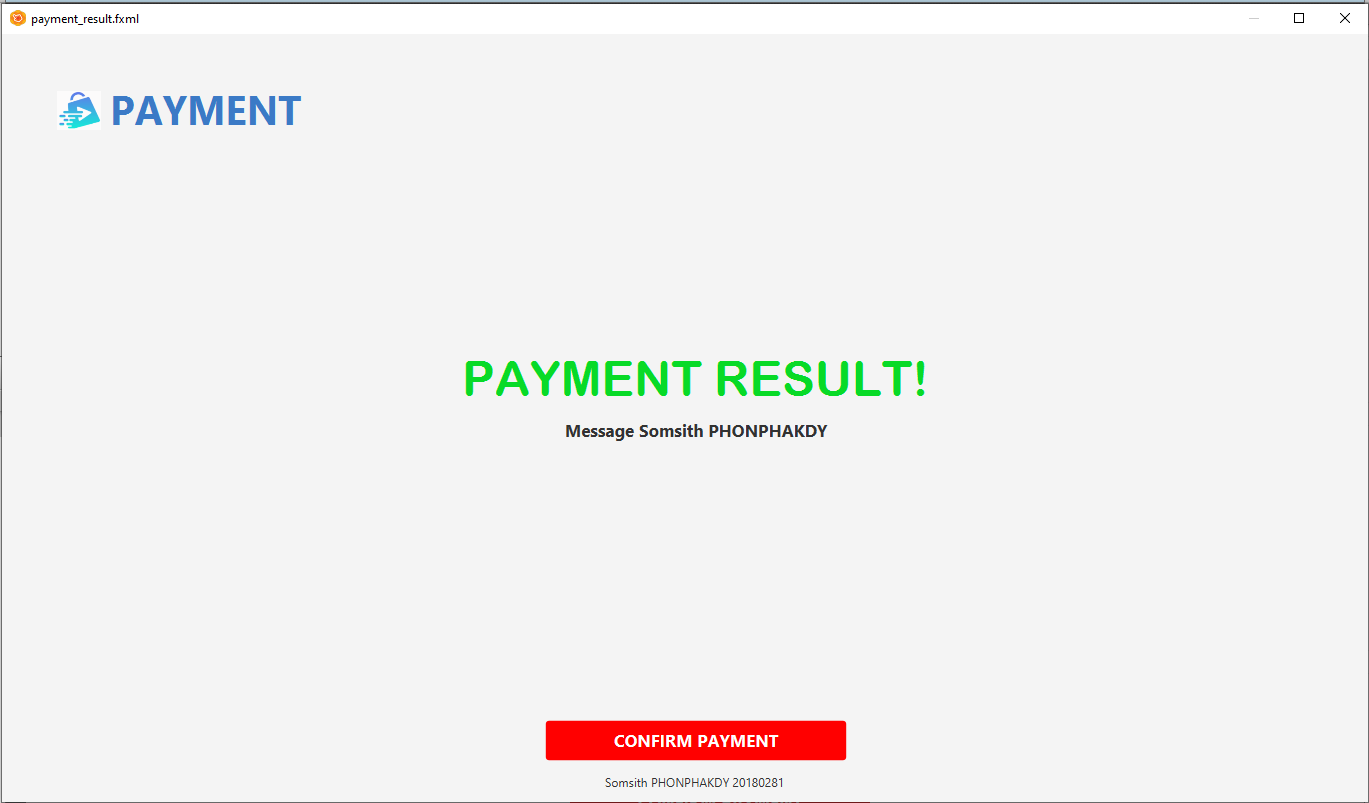 payment_result.fxml
PAYMENT
PAYMENT RESULT!
Message Somsith PHONPHAKDY
CONFIRM PAYMENT
Somsith PHONPHAKDY 20180281